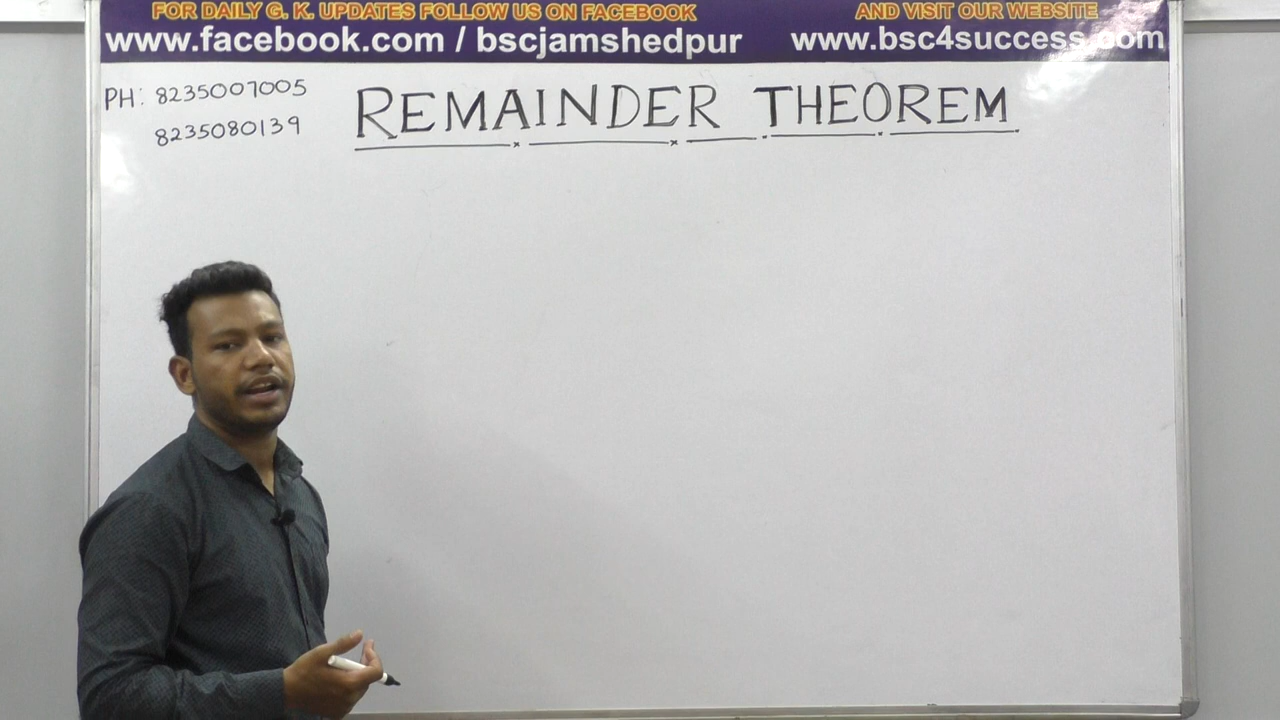 FOR DAILY G. K. UPDATES FOLLOW US ON FACEBOOK AND VISIT OUR WEBSITE
www.facebook.com / bscjamshedpur www.bsc4success.com
PH: 8235007005
8235080139
REMAINDER THEOREM